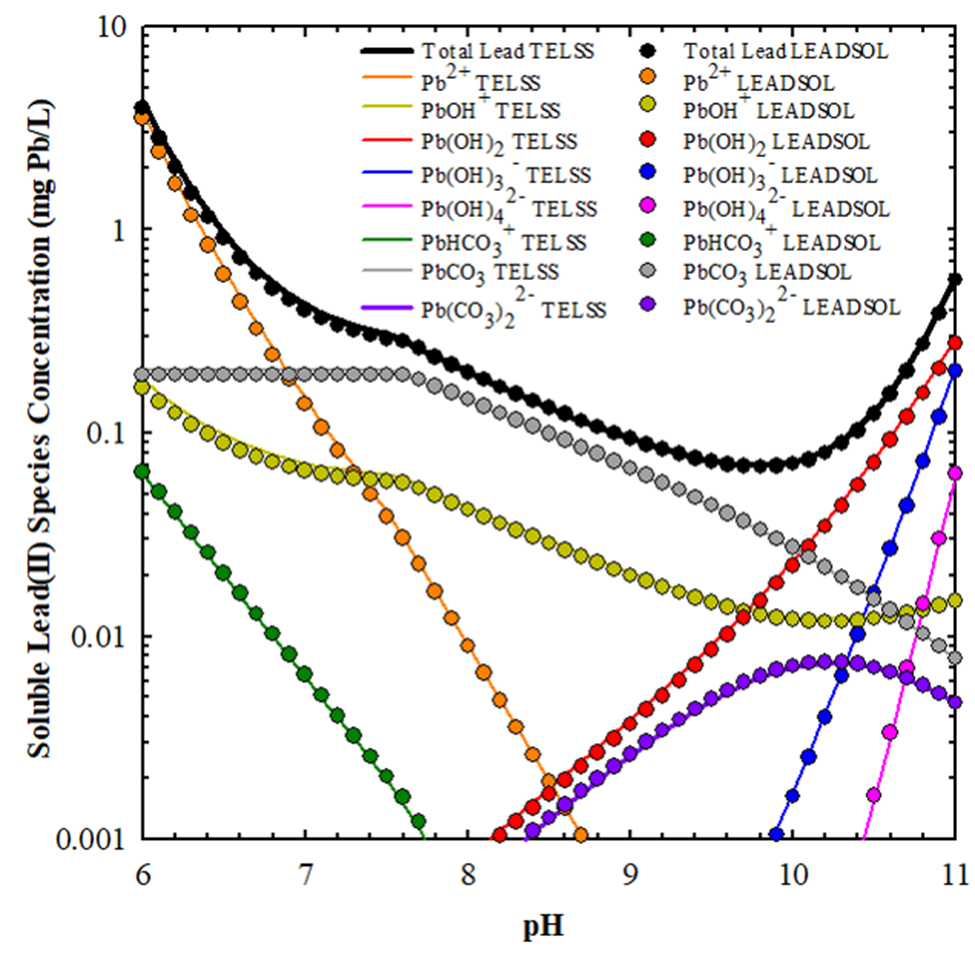 10
1
0.1
0.01
0.001
Soluble Lead(II) Species Concentration (mg Pb/L)
Total Lead TELSS
Pb²⁺ TELSS
PbOH⁺ TELSS
Pb(OH)₂ TELSS
Pb(OH)₃⁻ TELSS
Pb(OH)₄²⁻ TELSS
PbHCO₃⁺ TELSS
PbCO₃ TELSS
Pb(CO₃)₂²⁻ TELSS
Total Lead LEADSOL
Pb²⁺ LEADSOL
PbOH⁺ LEADSOL
Pb(OH)₂ LEADSOL
Pb(OH)₃⁻ LEADSOL
Pb(OH)₄²⁻ LEADSOL
PbHCO₃⁺ LEADSOL
PbCO₃ LEADSOL
Pb(CO₃)₂²⁻ LEADSOL
6 7 8 9 10 11
pH